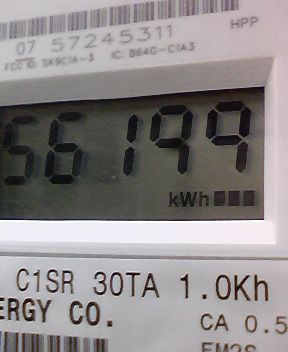 HPP
07 57245311
FCC ID: SK9C1A-3 IC: 864G-C1A3
56199
kWh
C1SR 30TA 1.0Kh
ERGY CO.
CA 0.5
EM2S